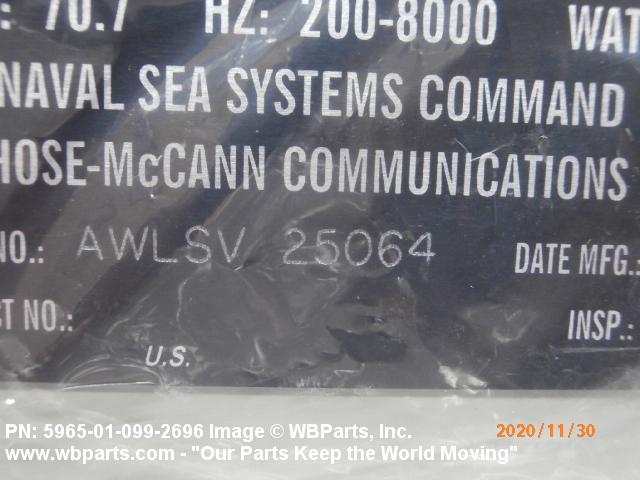 : 70.7 HZ: 200-8000 WAT
NAVAL SEA SYSTEMS COMMAND
HOSE-McCANN COMMUNICATIONS
NO.: AWLSV 25064 DATE MFG.:
CT NO.: INSP.:
U.S.
PN: 5965-01-099-2696 Image © WBParts, Inc. 2020/11/30
www.wbparts.com - "Our Parts Keep the World Moving"